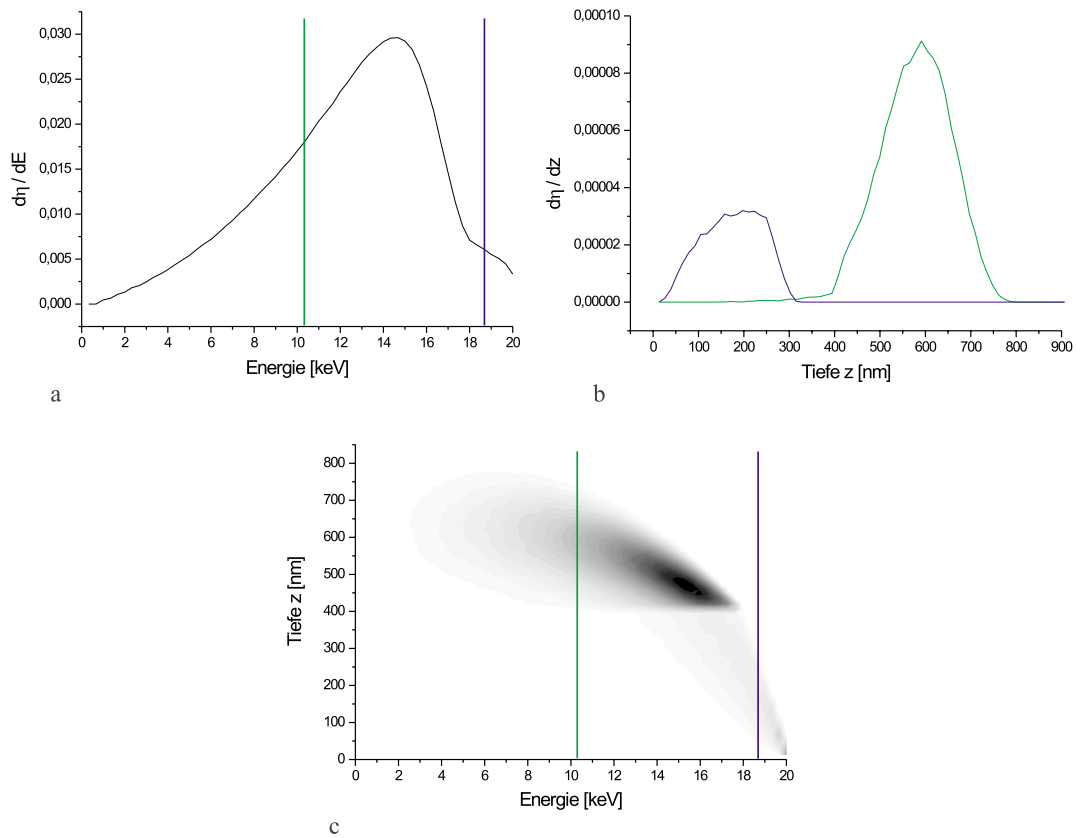 dη / dE
0,030
0,025
0,020
0,015
0,010
0,005
0,000
0 2 4 6 8 10 12 14 16 18 20
Energie [keV]
a
dη / dz
0,00010
0,00008
0,00006
0,00004
0,00002
0,00000
0 100 200 300 400 500 600 700 800 900
Tiefe z [nm]
b
Tiefe z [nm]
800
700
600
500
400
300
200
100
0
0 2 4 6 8 10 12 14 16 18 20
Energie [keV]
c